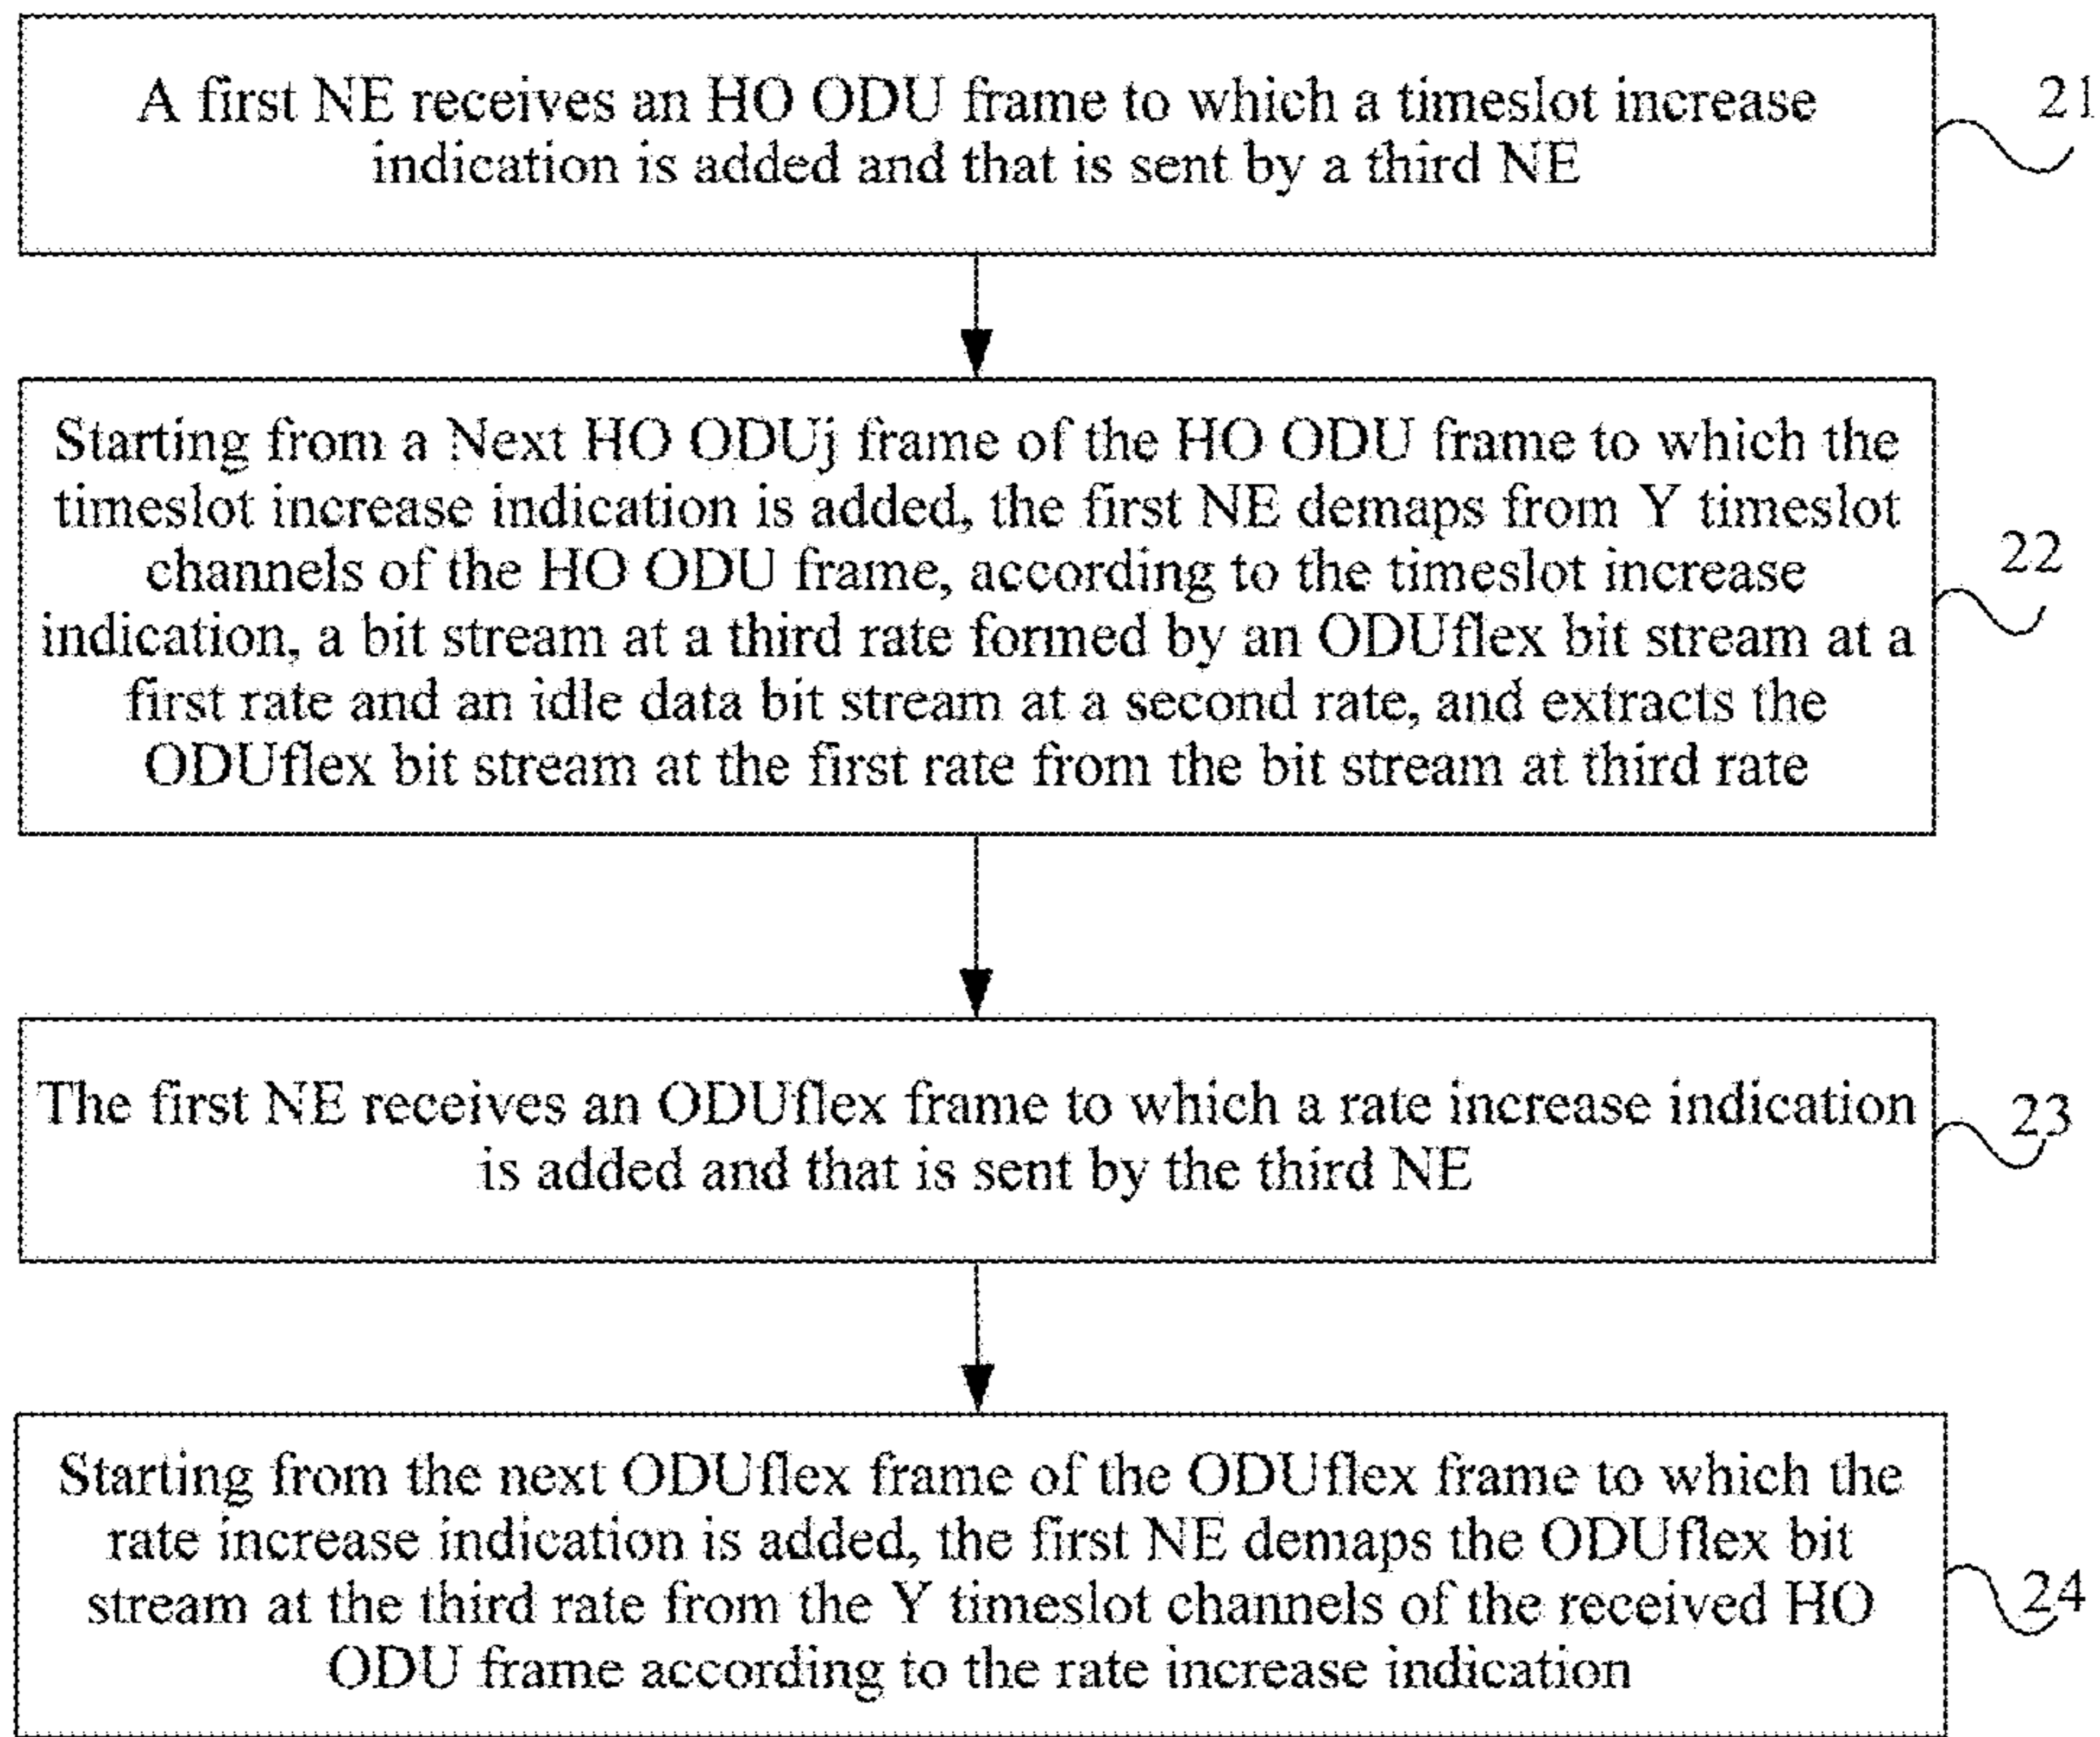 A first NE receives an HO ODU frame to which a timeslot increase
indication is added and that is sent by a third NE
21
Starting from a Next HO ODUj frame of the HO ODU frame to which the
timeslot increase indication is added, the first NE demaps from Y timeslot
channels of the HO ODU frame, according to the timeslot increase
indication, a bit stream at a third rate formed by an ODUflex bit stream at a
first rate and an idle data bit stream at a second rate, and extracts the
ODUflex bit stream at the first rate from the bit stream at third rate
22
The first NE receives an ODUflex frame to which a rate increase indication
is added and that is sent by the third NE
23
Starting from the next ODUflex frame of the ODUflex frame to which the
rate increase indication is added, the first NE demaps the ODUflex bit
stream at the third rate from the Y timeslot channels of the received HO
ODU frame according to the rate increase indication
24